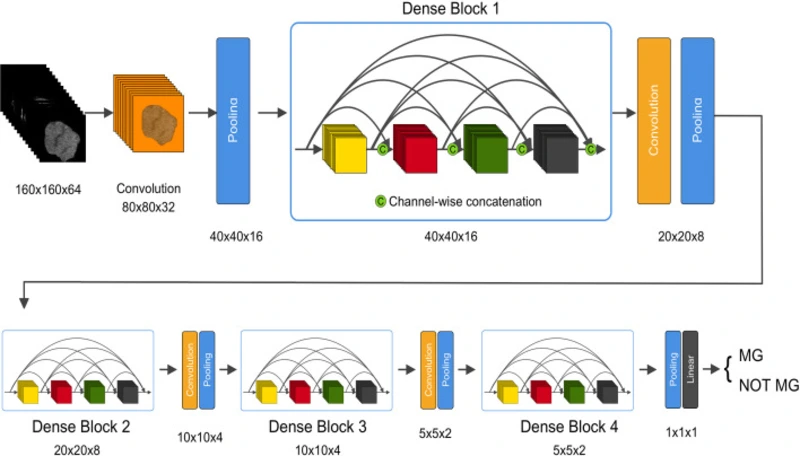 Dense Block 1
Pooling
Convolution
Pooling
C
C
C
C
160x160x64
Convolution
80x80x32
C Channel-wise concatenation
40x40x16
40x40x16
20x20x8
Convolution
Pooling
Convolution
Pooling
Pooling
Linear
MG
NOT MG
Dense Block 2
20x20x8
10x10x4
Dense Block 3
10x10x4
5x5x2
Dense Block 4
5x5x2
1x1x1